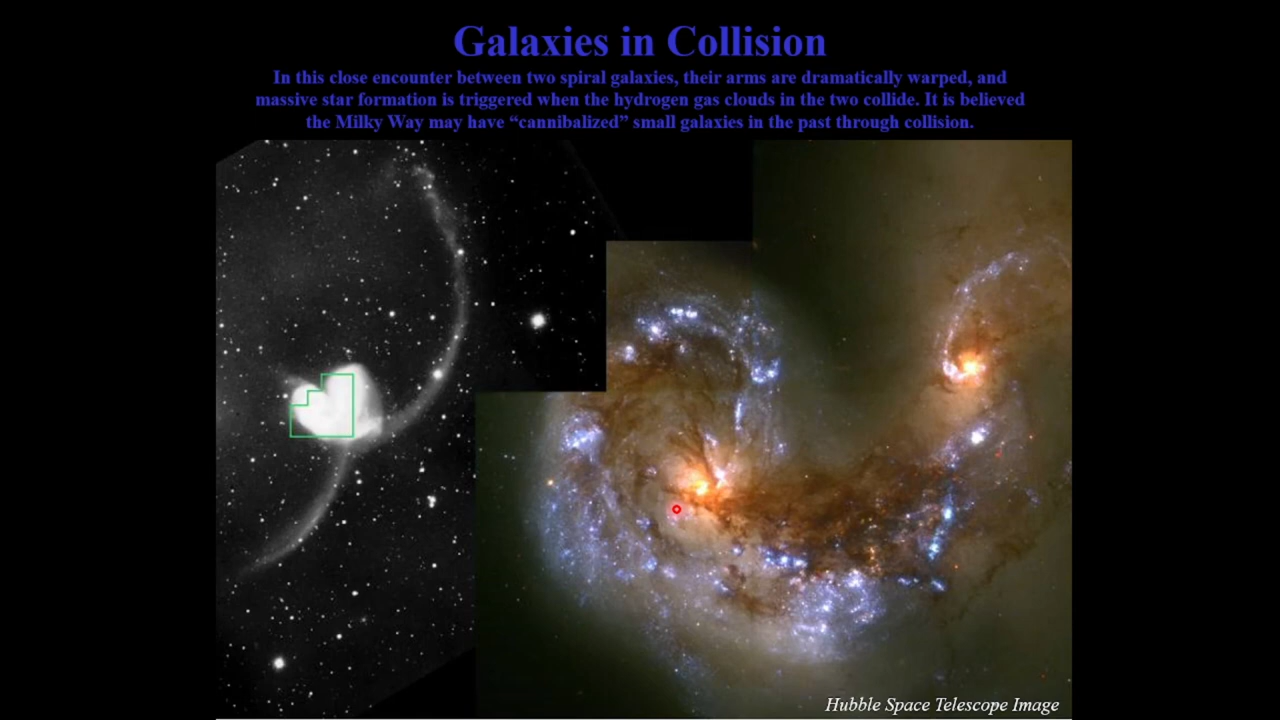 Galaxies in Collision
In this close encounter between two spiral galaxies, their arms are dramatically warped, and
massive star formation is triggered when the hydrogen gas clouds in the two collide. It is believed
the Milky Way may have “cannibalized” small galaxies in the past through collision.
Hubble Space Telescope Image